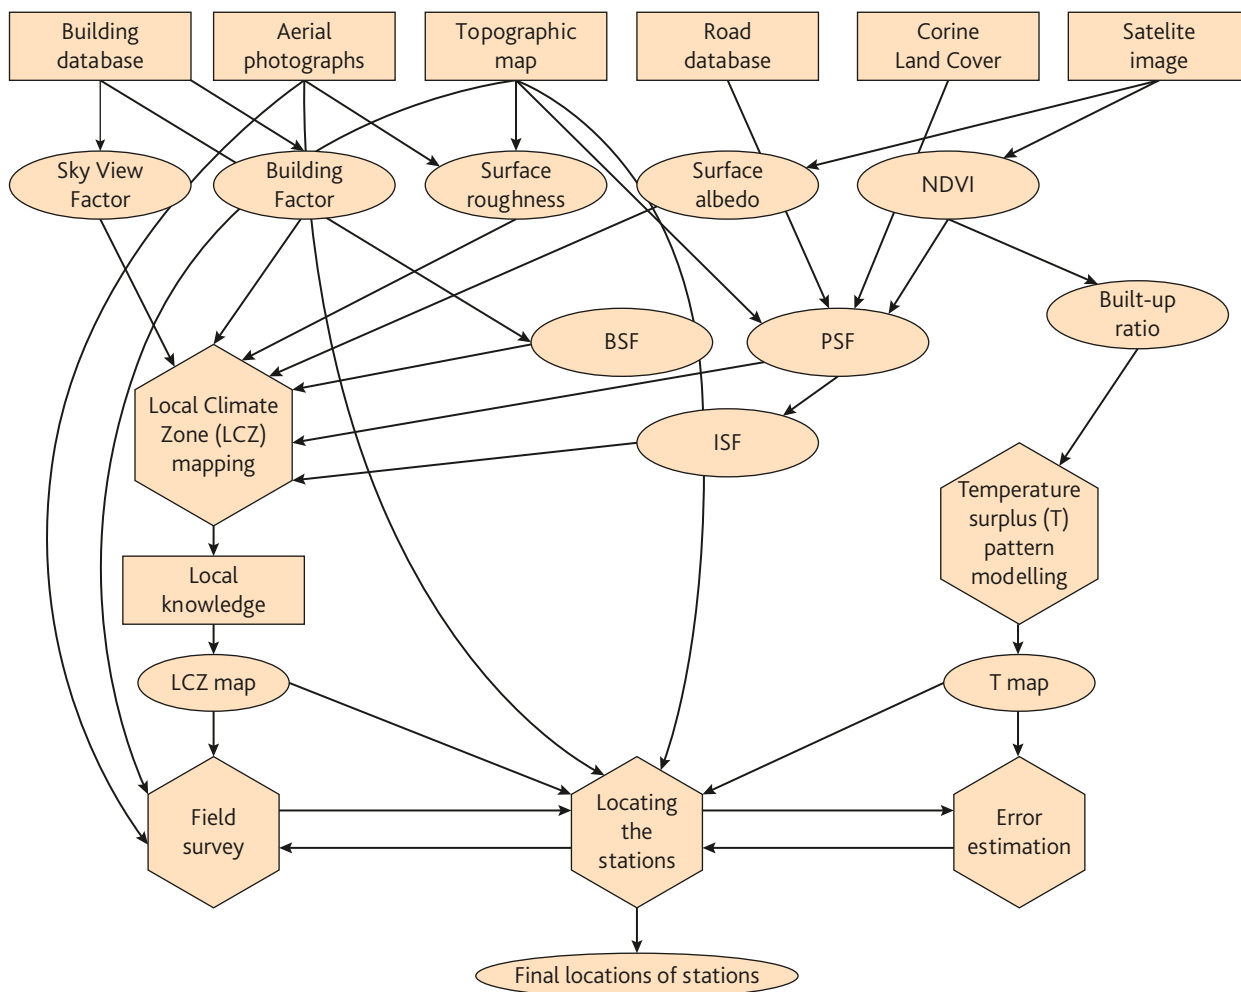 Building
database
Aerial
photographs
Topographic
map
Road
database
Corine
Land Cover
Satelite
image
Sky View
Factor
Building
Factor
Surface
roughness
Surface
albedo
NDVI
Built-up
ratio
BSF
PSF
Local Climate
Zone (LCZ)
mapping
ISF
Temperature
surplus (T)
pattern
modelling
Local
knowledge
LCZ map
T map
Field
survey
Locating
the
stations
Error
estimation
Final locations of stations